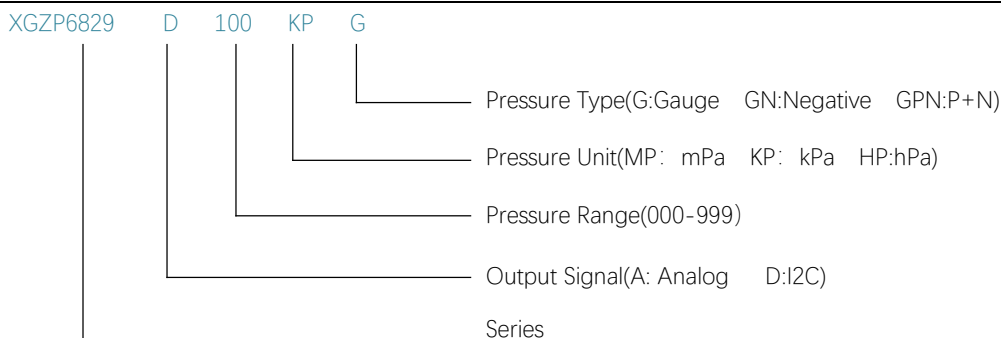 XGZP6829 D 100 KP G
Pressure Type(G:Gauge GN:Negative GPN:P+N)
Pressure Unit(MP：mPa KP：kPa HP:hPa)
Pressure Range(000-999）
Output Signal(A: Analog D:I2C)
Series